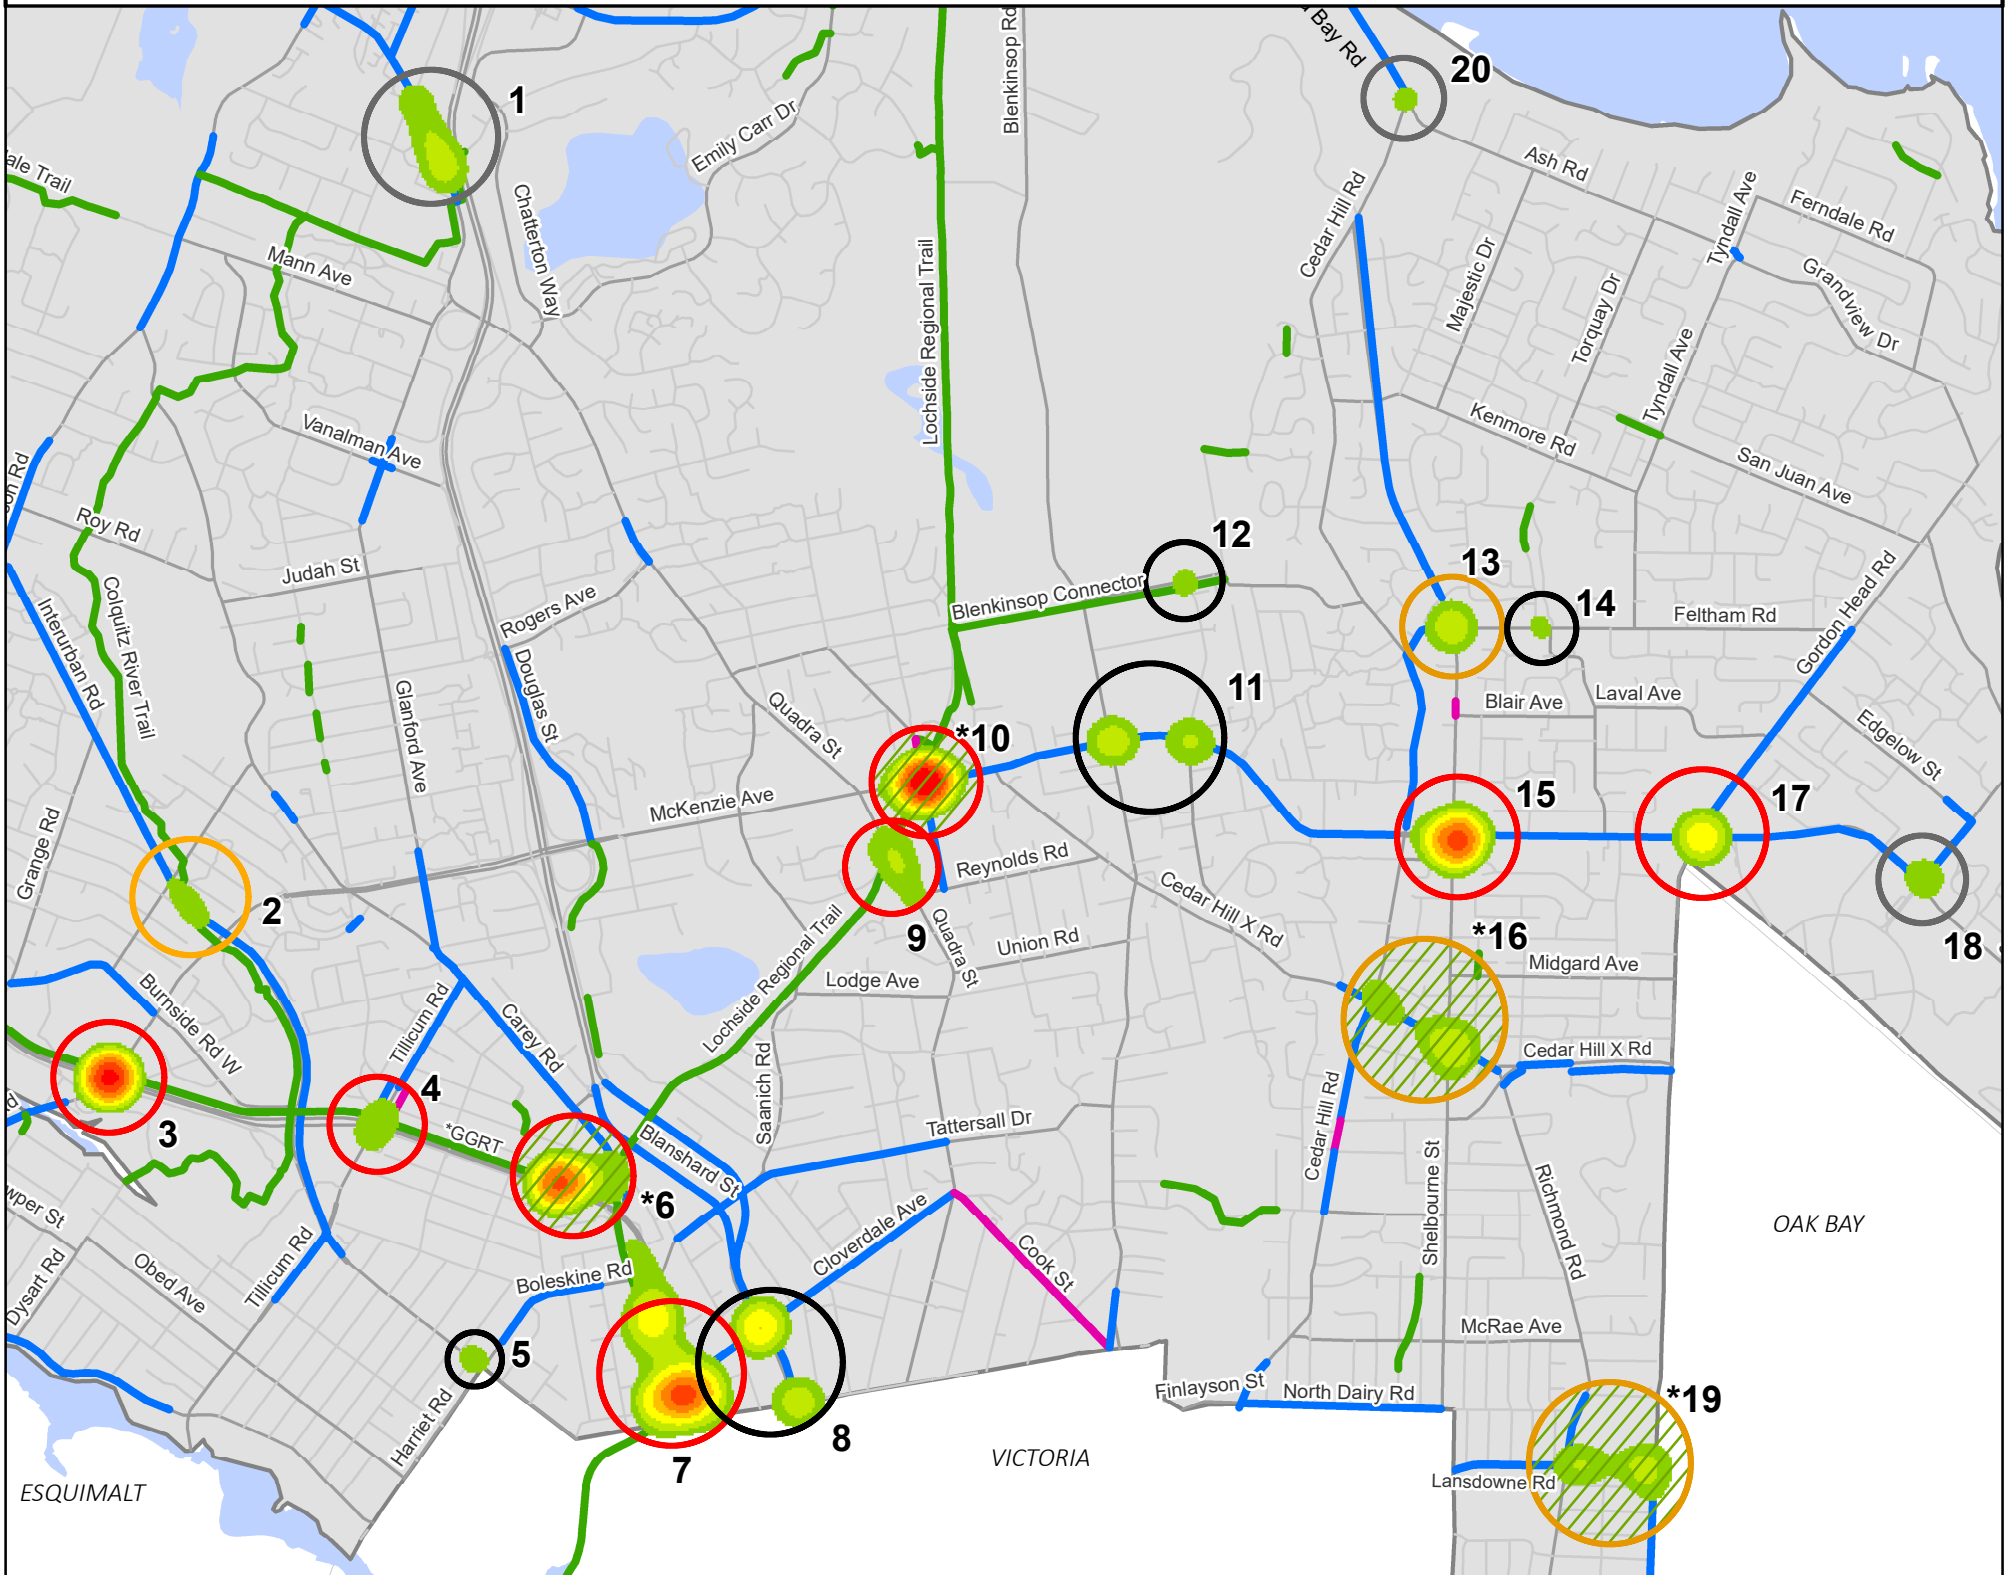 Bay Rd
20
1
Blenkinsop Rd
Emily Carr Dr
ale Trail
Ash Rd
Cedar Hill Rd
Tyndall Ave
Ferndale Rd
Chatterton Way
Mann Ave
Majestic Dr
Torquay Dr
Grandview Dr
Lochside Regional Trail
Tyndall Ave
Kenmore Rd
Vanalman Ave
San Juan Ave
son Rd
Roy Rd
12
13
Judah St
Blenkinsop Connector
14
Feltham Rd
Gordon Head Rd
Rogers Ave
Colquitz River Trail
Interurban Rd
Douglas St
Glanford Ave
11
Blair Ave
Laval Ave
Quadra St
*10
Edgelow St
McKenzie Ave
15
17
Grange Rd
Reynolds Rd
Cedar Hill X Rd
2
9
Quadra St
Union Rd
*16
18
Midgard Ave
Lodge Ave
Lochside Regional Trail
Burnside Rd W
Tillicum Rd
Carey Rd
Cedar Hill X Rd
4
3
Saanich Rd
Cedar Hill Rd
Rd
*GGRT
Blanshard St
Tattersall Dr
*6
Shelbourne St
Richmond Rd
wper St
OAK BAY
Cloverdale Ave
Cook St
Dysart Rd
Obed Ave
Tillicum Rd
Boleskine Rd
5
McRae Ave
Finlayson St
North Dairy Rd
*19
Harriet Rd
8
7
VICTORIA
Lansdowne Rd
ESQUIMALT